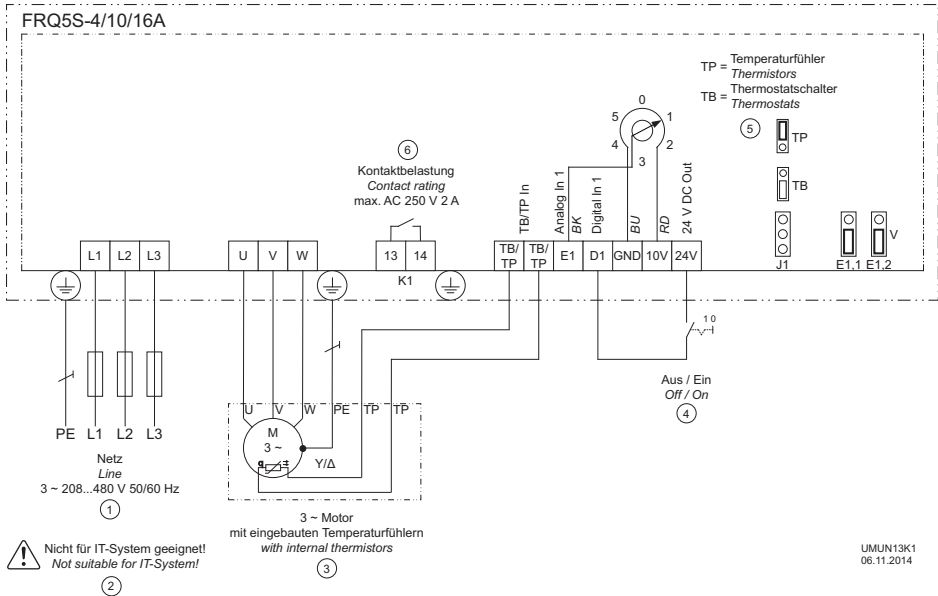 FRQ5S-4/10/16A
TP = Temperaturfühler
Thermistors
TB = Thermostatschalter
Thermostats
5
TP
TB
J1
E1,1
E1,2
V
6
Kontaktbelastung
Contact rating
max. AC 250 V 2 A
0
1
2
3
4
5
TB/TP In
Analog In 1
BK
Digital In 1
BU
RD
24 V DC Out
L1 L2 L3
U V W
13 14
K1
TB/TP TB/TP E1 D1 GND 10V 24V
1 0
Aus / Ein
Off / On
4
PE L1 L2 L3
Netz
Line
3 ~ 208...480 V 50/60 Hz
1
U V W PE TP TP
M
3 ~
Y/Δ
3 ~ Motor
mit eingebauten Temperaturfühlern
with internal thermistors
3
Nicht für IT-System geeignet!
Not suitable for IT-System!
2
UMUN13K1
06.11.2014